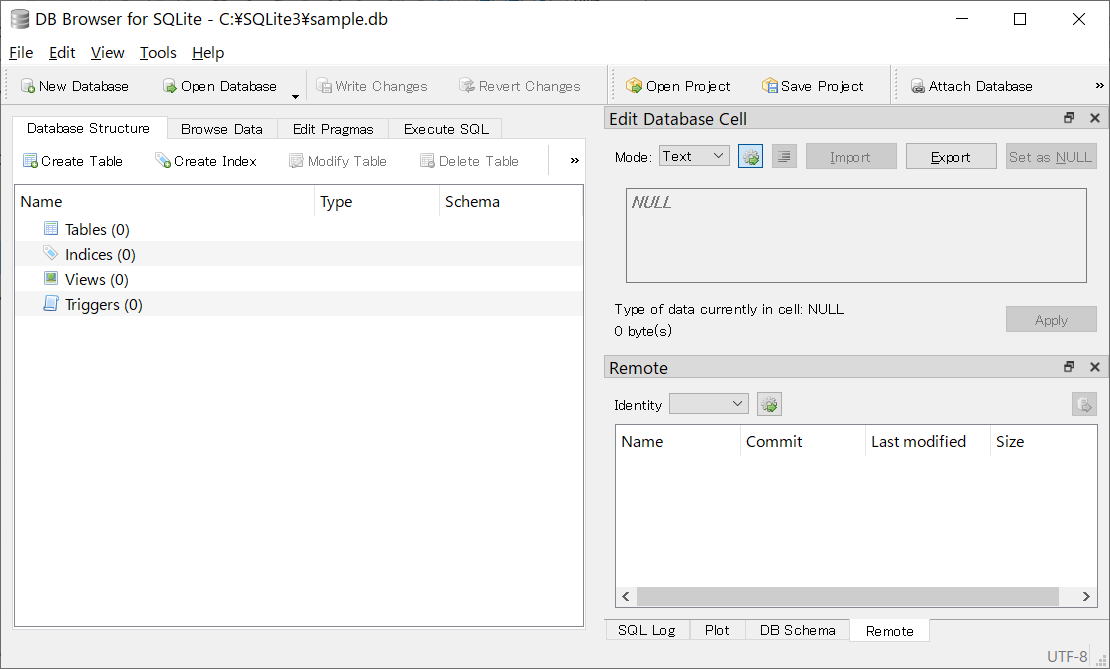 DB Browser for SQLite - C:¥SQLite3¥sample.db
File Edit View Tools Help
New Database Open Database Write Changes Revert Changes Open Project Save Project Attach Database »
Database Structure Browse Data Edit Pragmas Execute SQL
Create Table Create Index Modify Table Delete Table »
Name Type Schema
Tables (0)
Indices (0)
Views (0)
Triggers (0)
Edit Database Cell
Mode: Text Import Export Set as NULL
NULL
Type of data currently in cell: NULL
0 byte(s)
Apply
Remote
Identity
Name Commit Last modified Size
SQL Log Plot DB Schema Remote
UTF-8